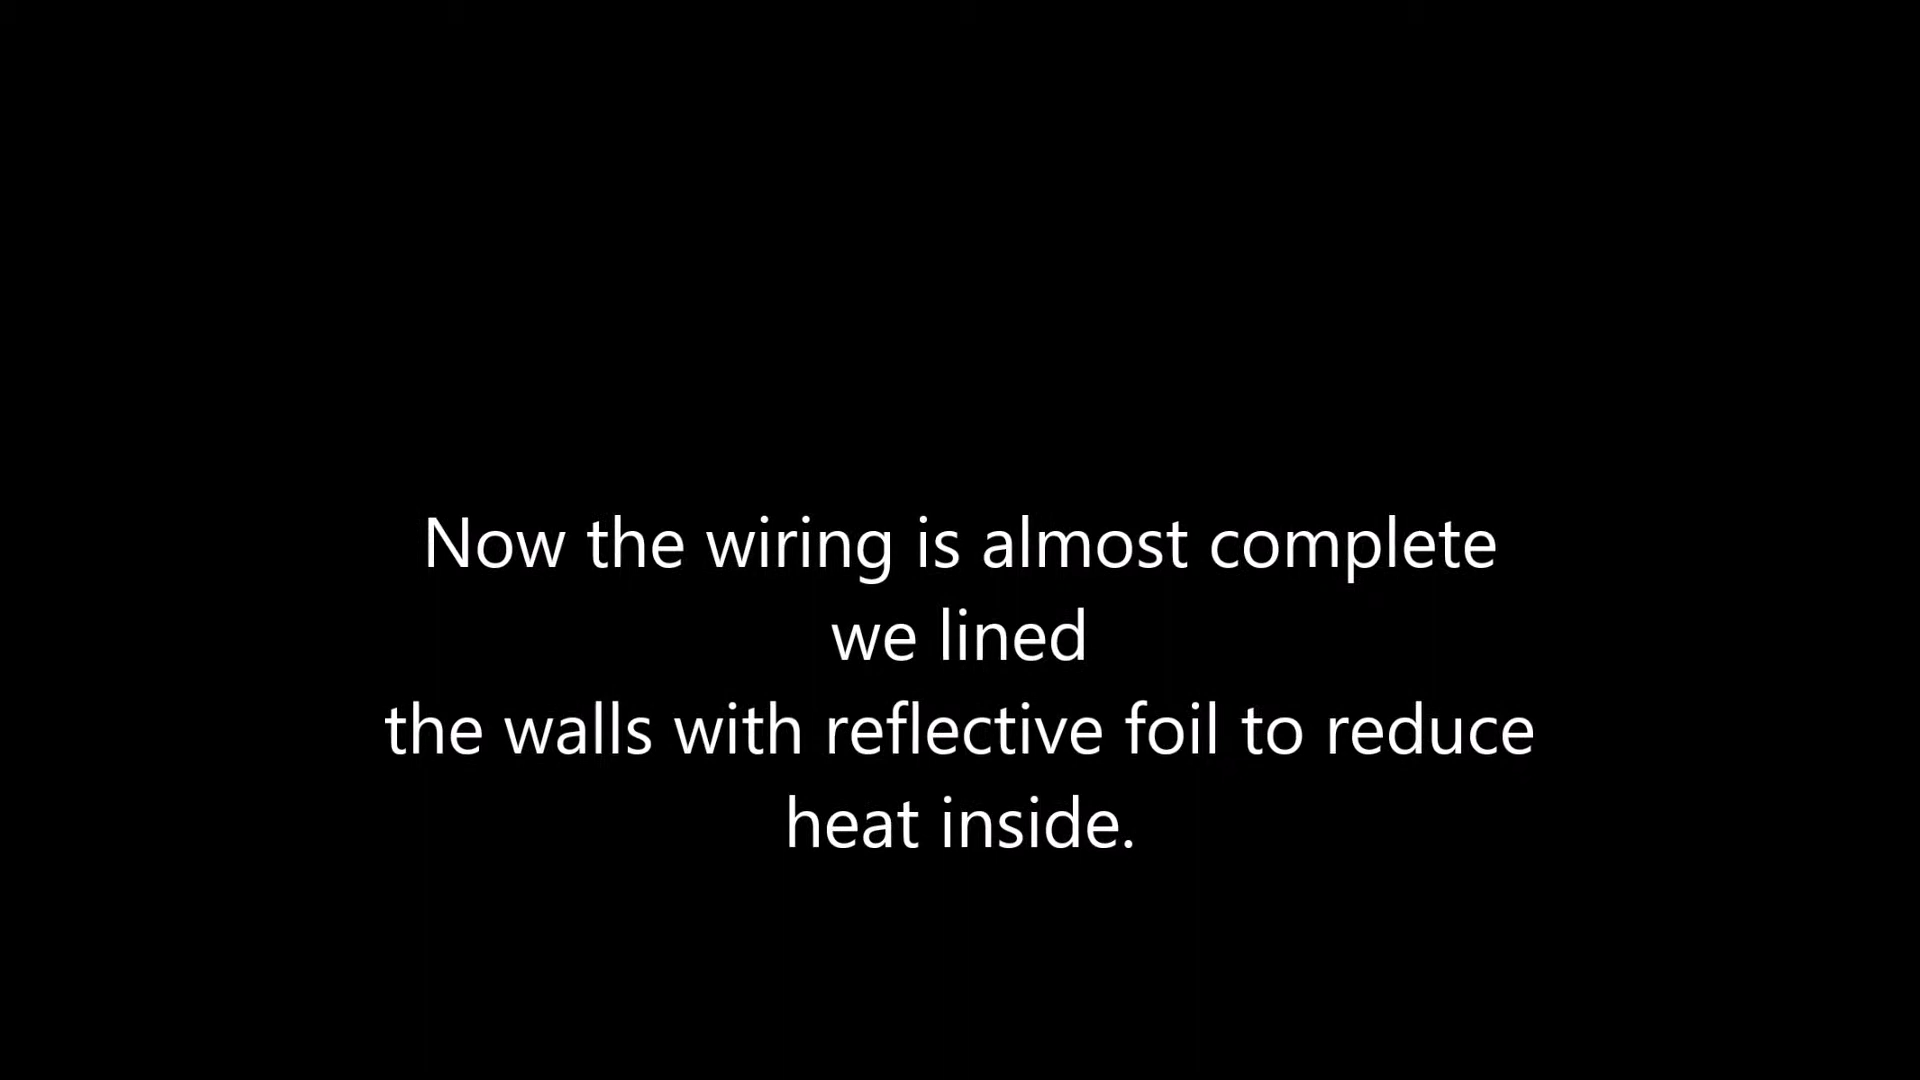 Now the wiring is almost complete
we lined
the walls with reflective foil to reduce
heat inside.